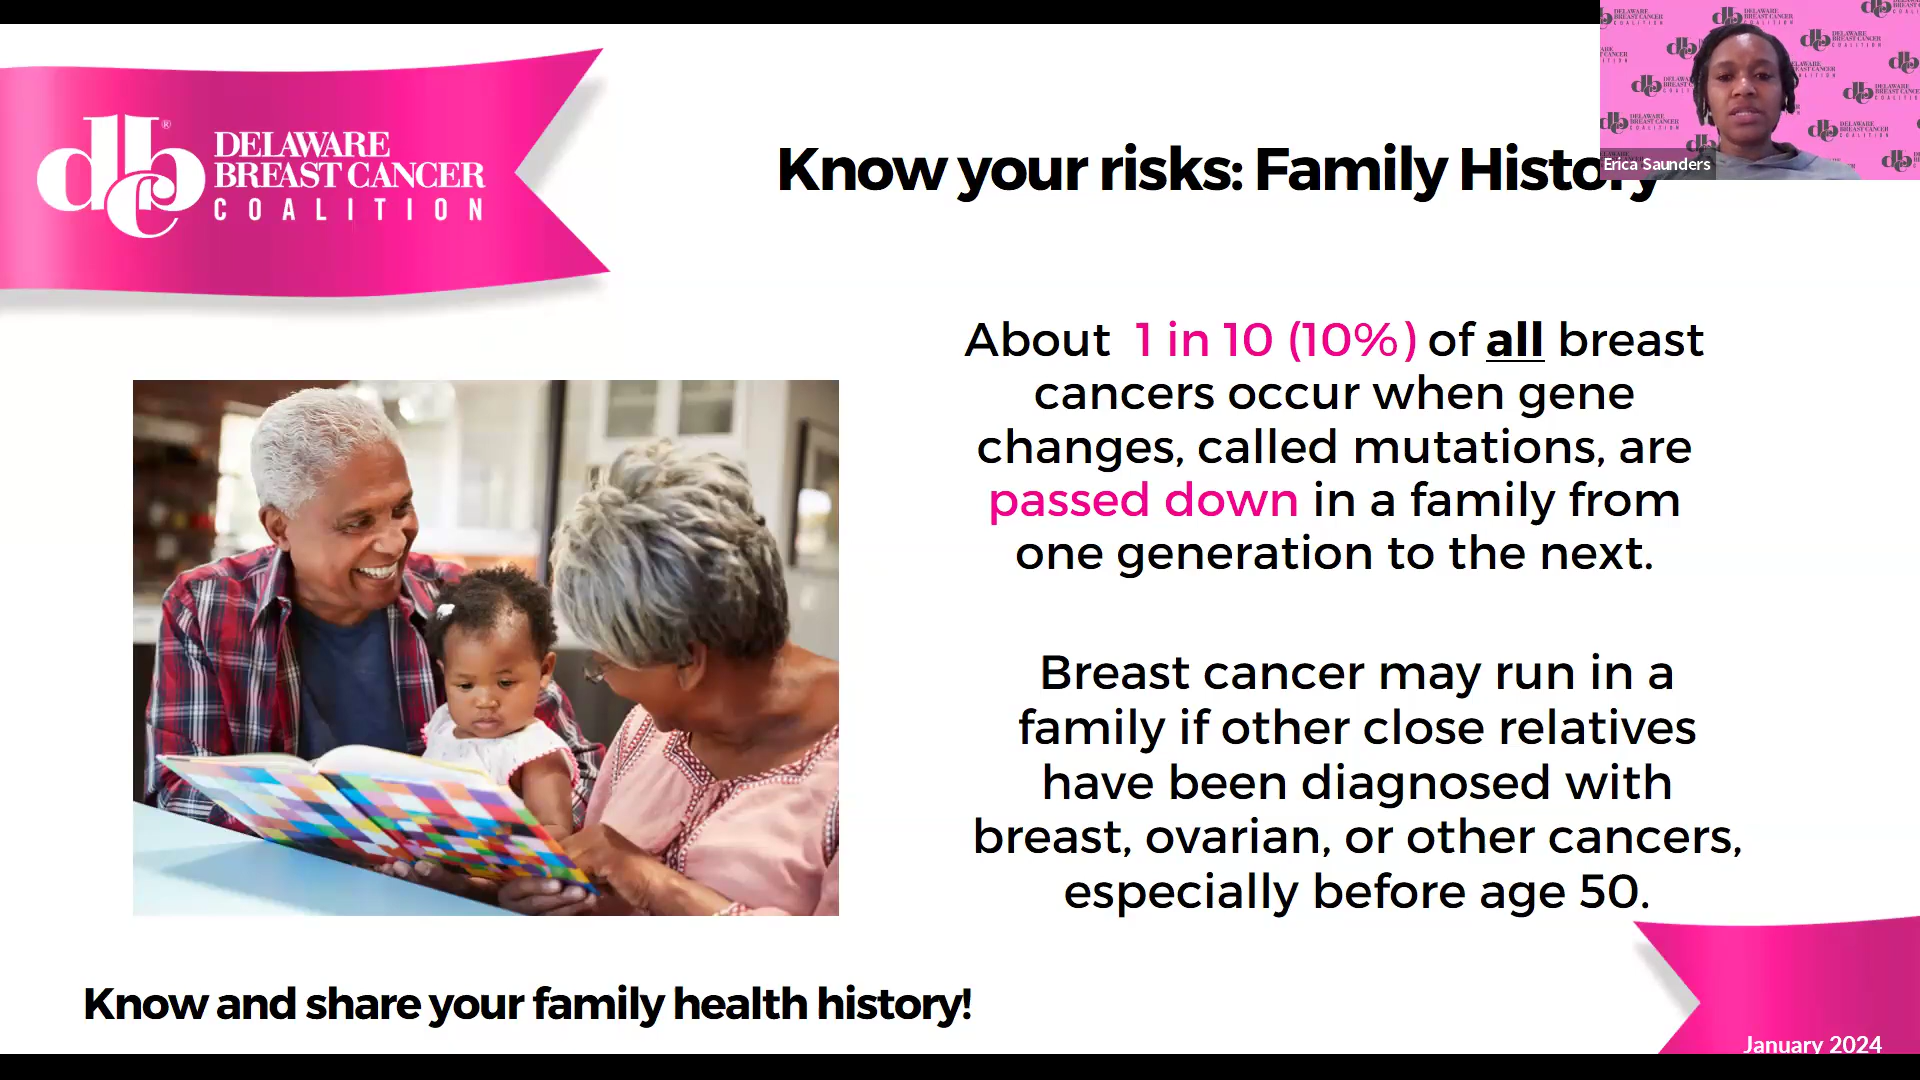 dbcc®
DELAWARE
BREAST CANCER
COALITION
Know your risks: Family History
Erica Saunders
About 1 in 10 (10%) of all breast
cancers occur when gene
changes, called mutations, are
passed down in a family from
one generation to the next.
Breast cancer may run in a
family if other close relatives
have been diagnosed with
breast, ovarian, or other cancers,
especially before age 50.
Know and share your family health history!
January 2024